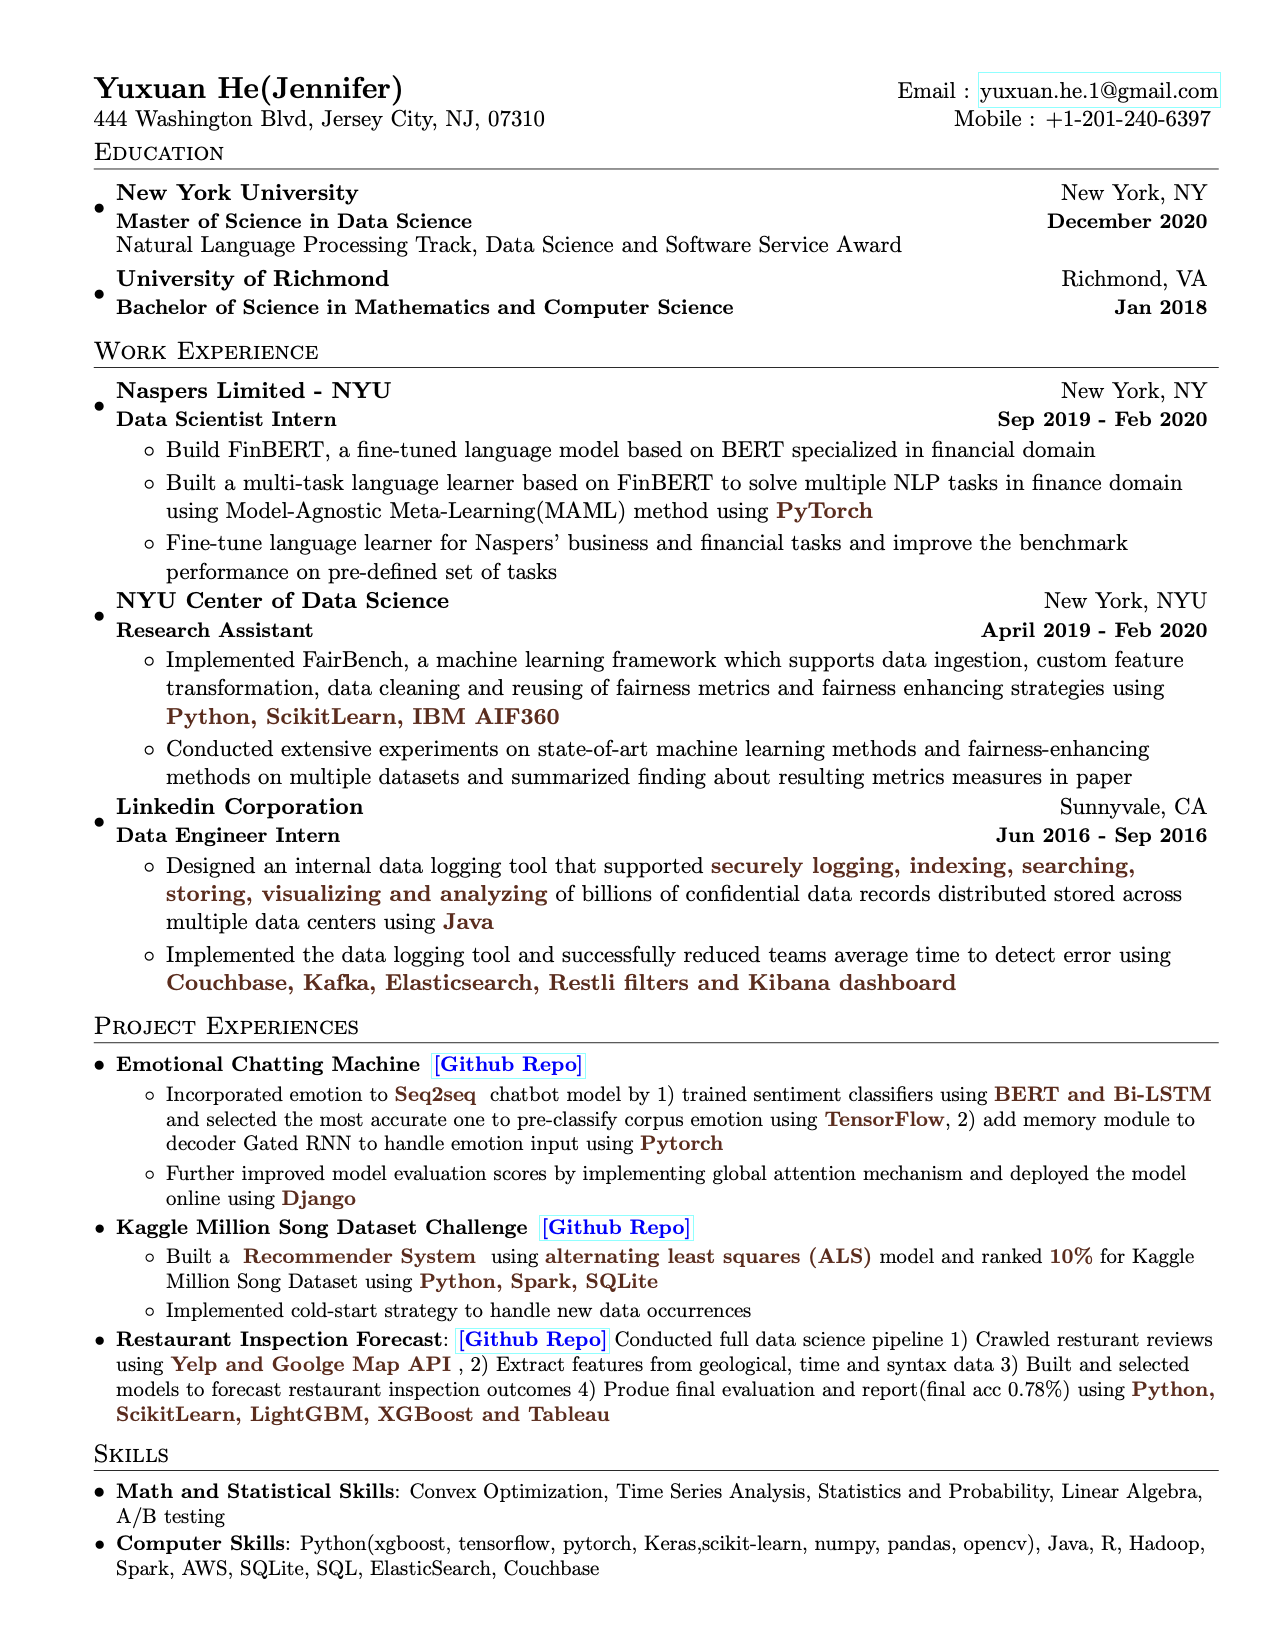 Yuxuan He(Jennifer) Email : yuxuan.he.1@gmail.com
444 Washington Blvd, Jersey City, NJ, 07310 Mobile : +1-201-240-6397
Education
• New York University New York, NY
Master of Science in Data Science December 2020
Natural Language Processing Track, Data Science and Software Service Award
• University of Richmond Richmond, VA
Bachelor of Science in Mathematics and Computer Science Jan 2018
Work Experience
• Naspers Limited - NYU New York, NY
Data Scientist Intern Sep 2019 - Feb 2020
◦ Build FinBERT, a fine-tuned language model based on BERT specialized in financial domain
◦ Built a multi-task language learner based on FinBERT to solve multiple NLP tasks in finance domain
using Model-Agnostic Meta-Learning(MAML) method using PyTorch
◦ Fine-tune language learner for Naspers' business and financial tasks and improve the benchmark
performance on pre-defined set of tasks
• NYU Center of Data Science New York, NYU
Research Assistant April 2019 - Feb 2020
◦ Implemented FairBench, a machine learning framework which supports data ingestion, custom feature
transformation, data cleaning and reusing of fairness metrics and fairness enhancing strategies using
Python, ScikitLearn, IBM AIF360
◦ Conducted extensive experiments on state-of-art machine learning methods and fairness-enhancing
methods on multiple datasets and summarized finding about resulting metrics measures in paper
• Linkedin Corporation Sunnyvale, CA
Data Engineer Intern Jun 2016 - Sep 2016
◦ Designed an internal data logging tool that supported securely logging, indexing, searching,
storing, visualizing and analyzing of billions of confidential data records distributed stored across
multiple data centers using Java
◦ Implemented the data logging tool and successfully reduced teams average time to detect error using
Couchbase, Kafka, Elasticsearch, Restli filters and Kibana dashboard
Project Experiences
• Emotional Chatting Machine [Github Repo]
◦ Incorporated emotion to Seq2seq chatbot model by 1) trained sentiment classifiers using BERT and Bi-LSTM
and selected the most accurate one to pre-classify corpus emotion using TensorFlow, 2) add memory module to
decoder Gated RNN to handle emotion input using Pytorch
◦ Further improved model evaluation scores by implementing global attention mechanism and deployed the model
online using Django
• Kaggle Million Song Dataset Challenge [Github Repo]
◦ Built a Recommender System using alternating least squares (ALS) model and ranked 10% for Kaggle
Million Song Dataset using Python, Spark, SQLite
◦ Implemented cold-start strategy to handle new data occurrences
• Restaurant Inspection Forecast: [Github Repo] Conducted full data science pipeline 1) Crawled resturant reviews
using Yelp and Goolge Map API , 2) Extract features from geological, time and syntax data 3) Built and selected
models to forecast restaurant inspection outcomes 4) Produe final evaluation and report(final acc 0.78%) using Python,
ScikitLearn, LightGBM, XGBoost and Tableau
Skills
• Math and Statistical Skills: Convex Optimization, Time Series Analysis, Statistics and Probability, Linear Algebra,
A/B testing
• Computer Skills: Python(xgboost, tensorflow, pytorch, Keras,scikit-learn, numpy, pandas, opencv), Java, R, Hadoop,
Spark, AWS, SQLite, SQL, ElasticSearch, Couchbase